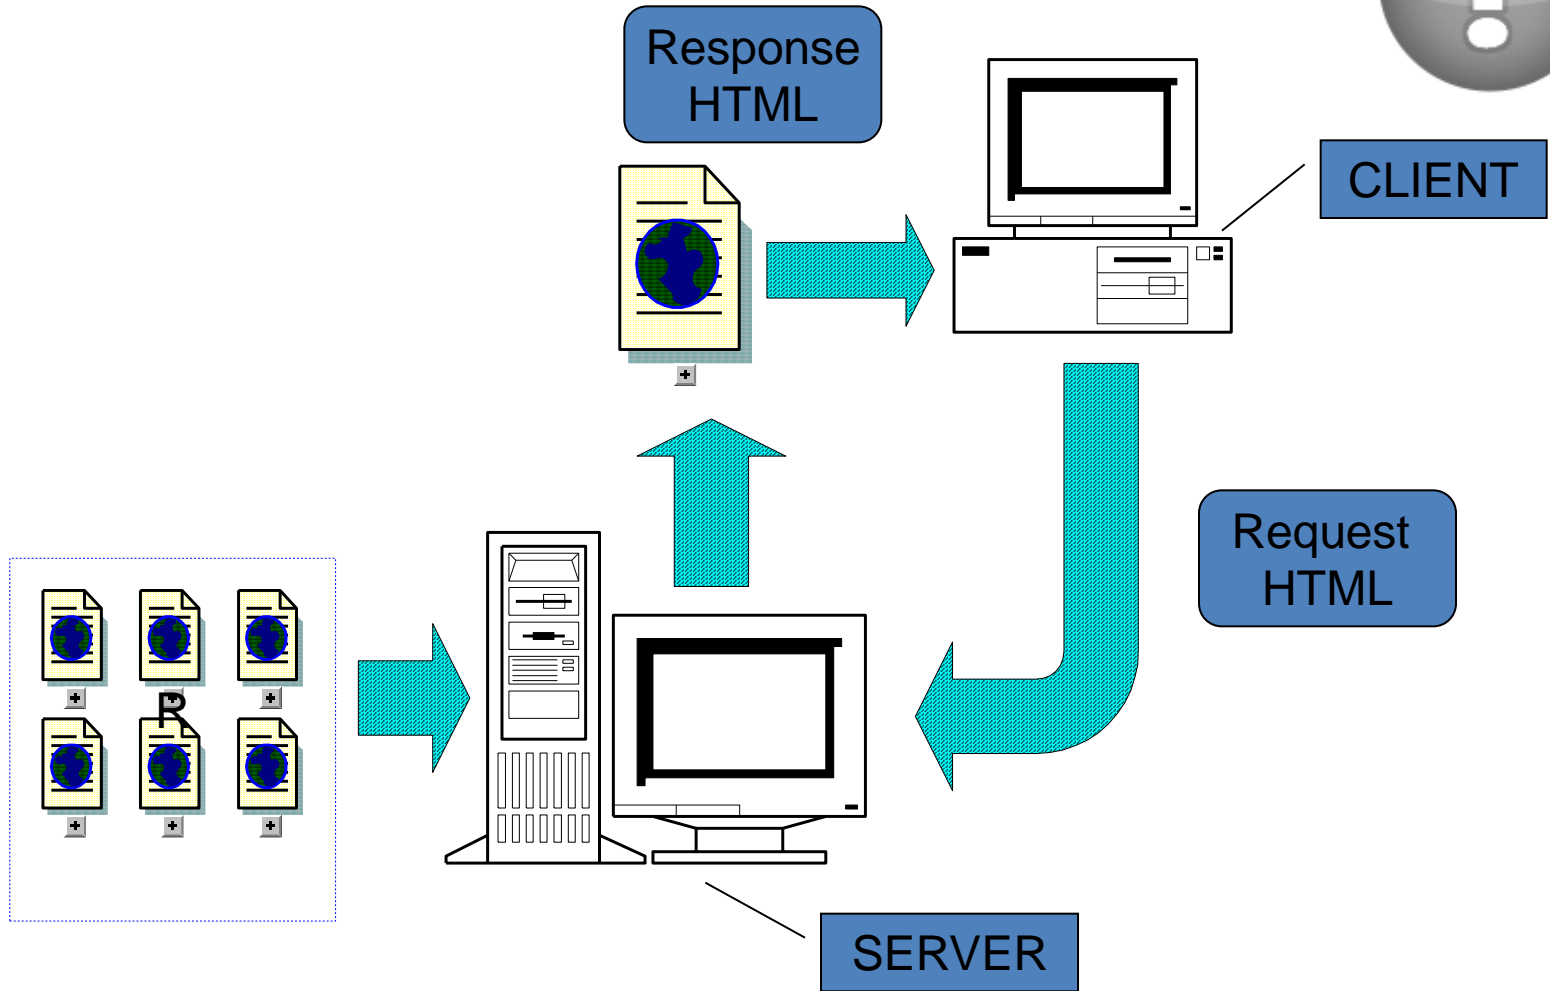 Response
HTML
CLIENT
Request
HTML
R
SERVER